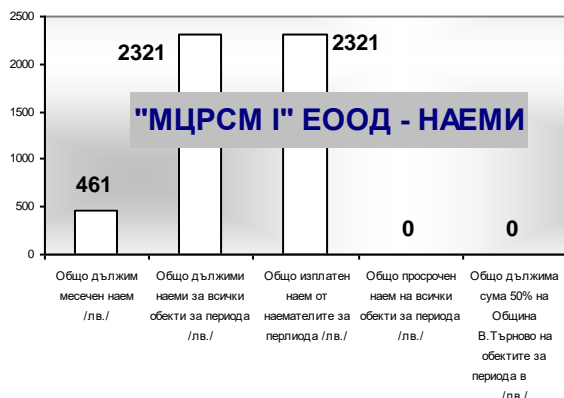 2500
2000
1500
1000
500
0
2321
2321
"МЦРСМ I" ЕООД - НАЕМИ
461
0
0
Общо дължим
месечен наем
/лв./
Общо дължими
наеми за всички
обекти за периода
/лв./
Общо изплатен
наем от
наемателите за
перлиода /лв./
Общо просрочен
наем на всички
обекти за периода
/лв./
Общо дължима
сума 50% на
Община
В.Търново на
обектите за
периода в
/лв./